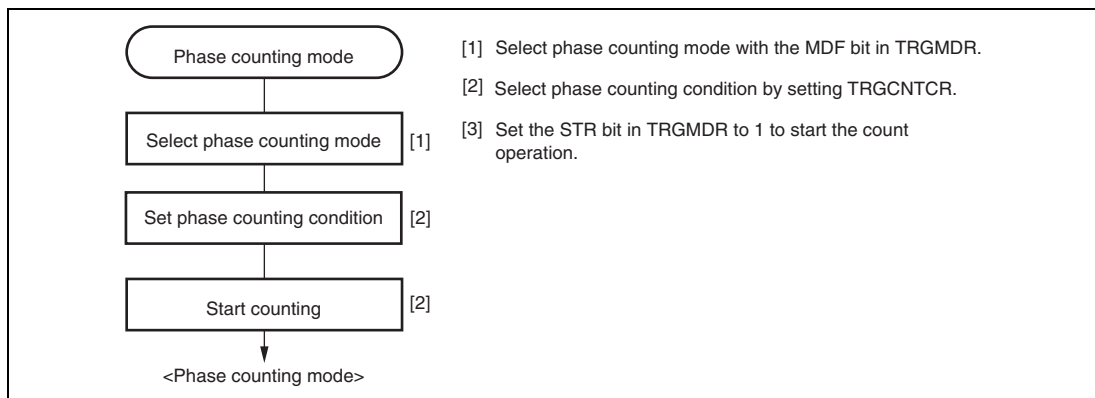 Phase counting mode
Select phase counting mode [1]
Set phase counting condition [2]
Start counting [2]
<Phase counting mode>
[1] Select phase counting mode with the MDF bit in TRGMDR.
[2] Select phase counting condition by setting TRGCNTCR.
[3] Set the STR bit in TRGMDR to 1 to start the count
operation.